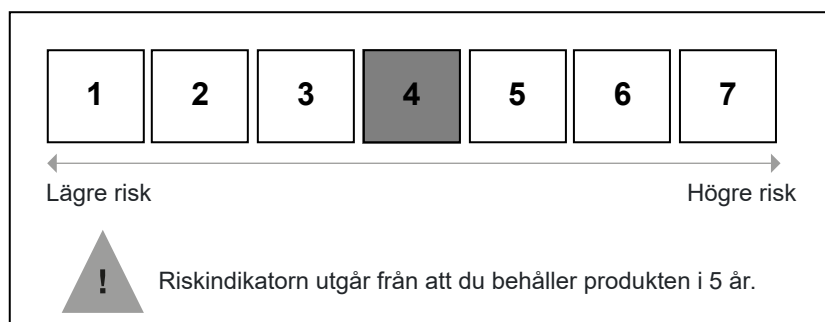 1 2 3 4 5 6 7
Lägre risk Högre risk
! Riskindikatorn utgår från att du behåller produkten i 5 år.